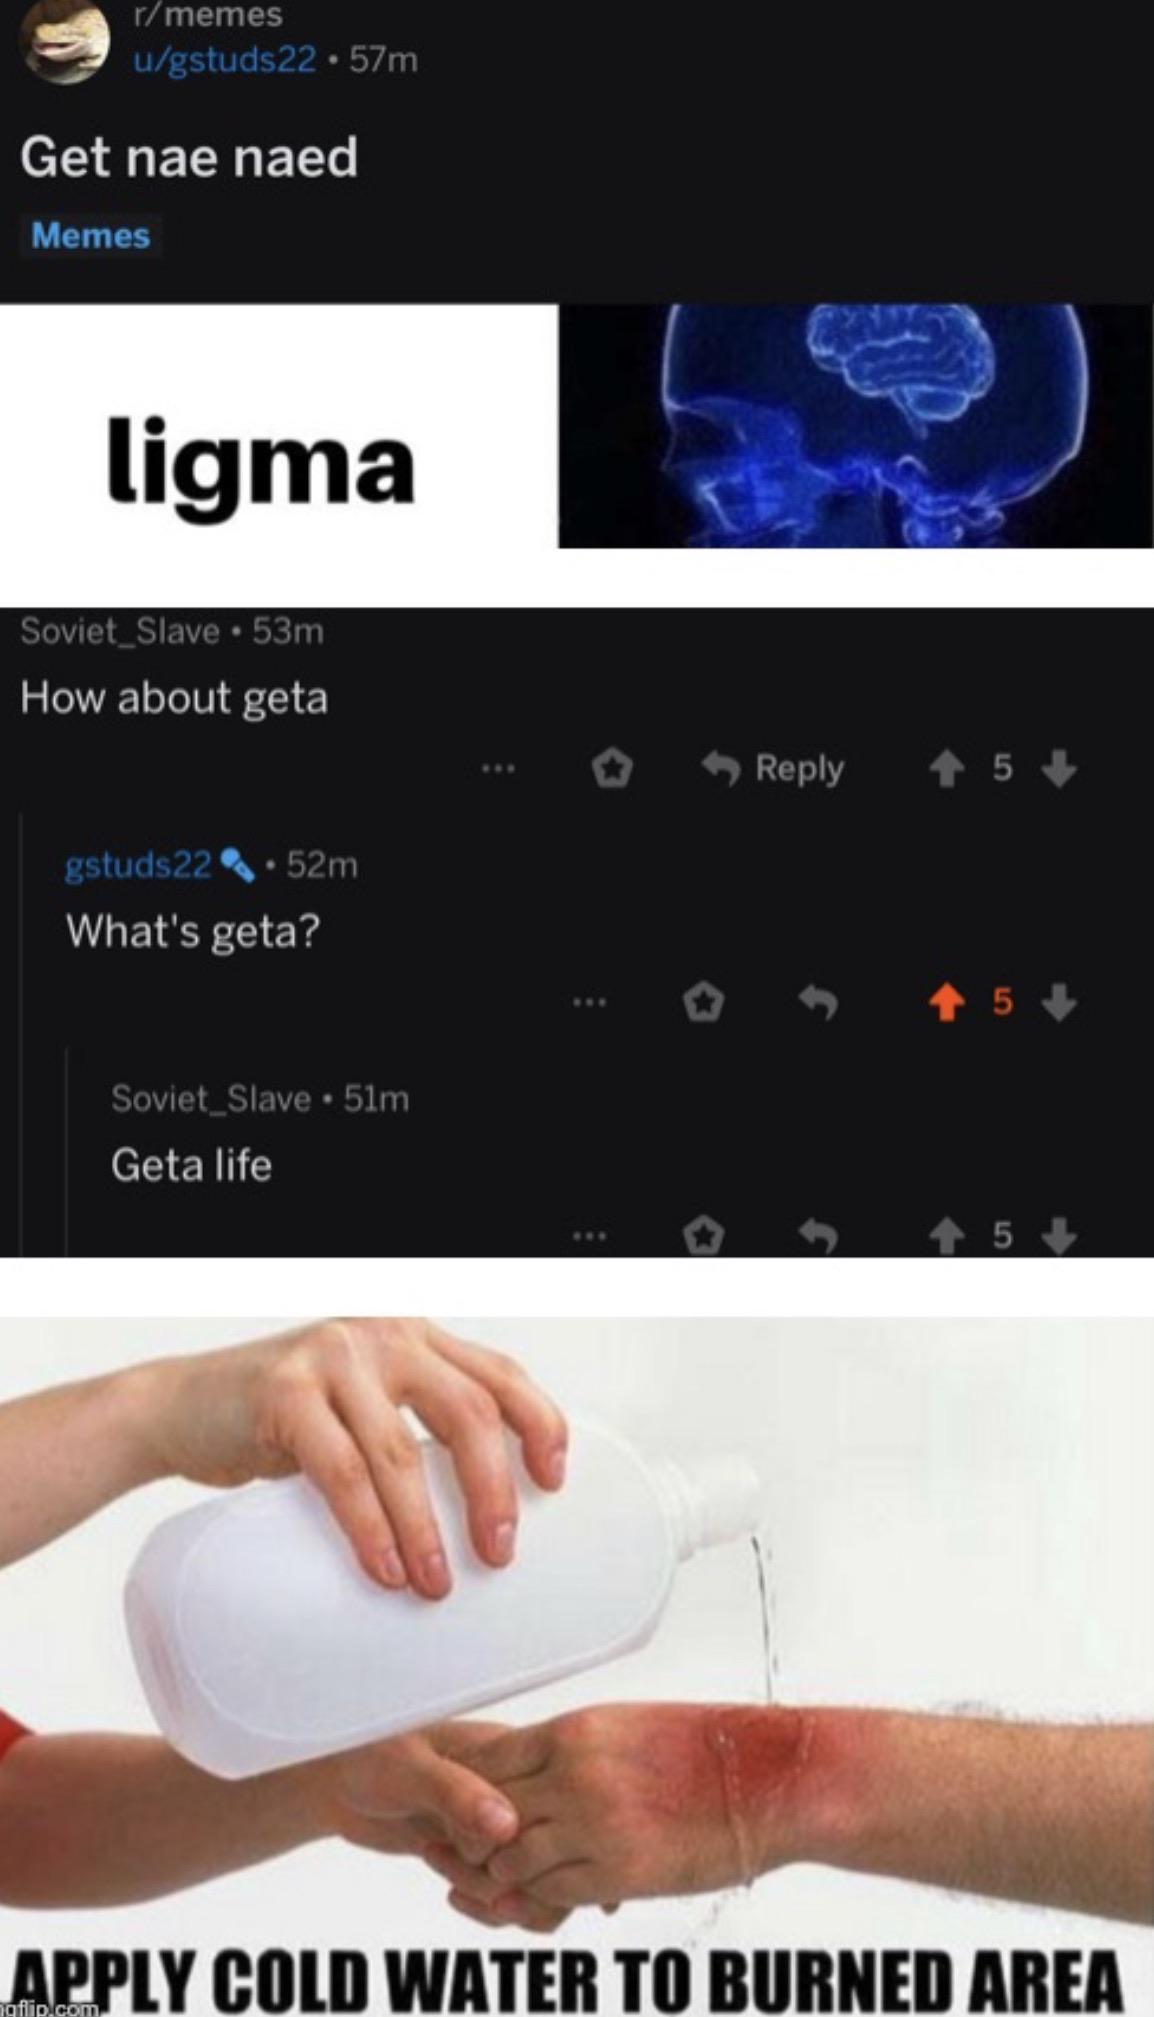 r/memes
u/gstuds22 • 57m
Get nae naed
Memes
ligma
Soviet_Slave • 53m
How about geta
... Reply 5
gstuds22 • 52m
What's geta?
... 5
Soviet_Slave • 51m
Geta life
... 5
APPLY COLD WATER TO BURNED AREA
imgflip.com